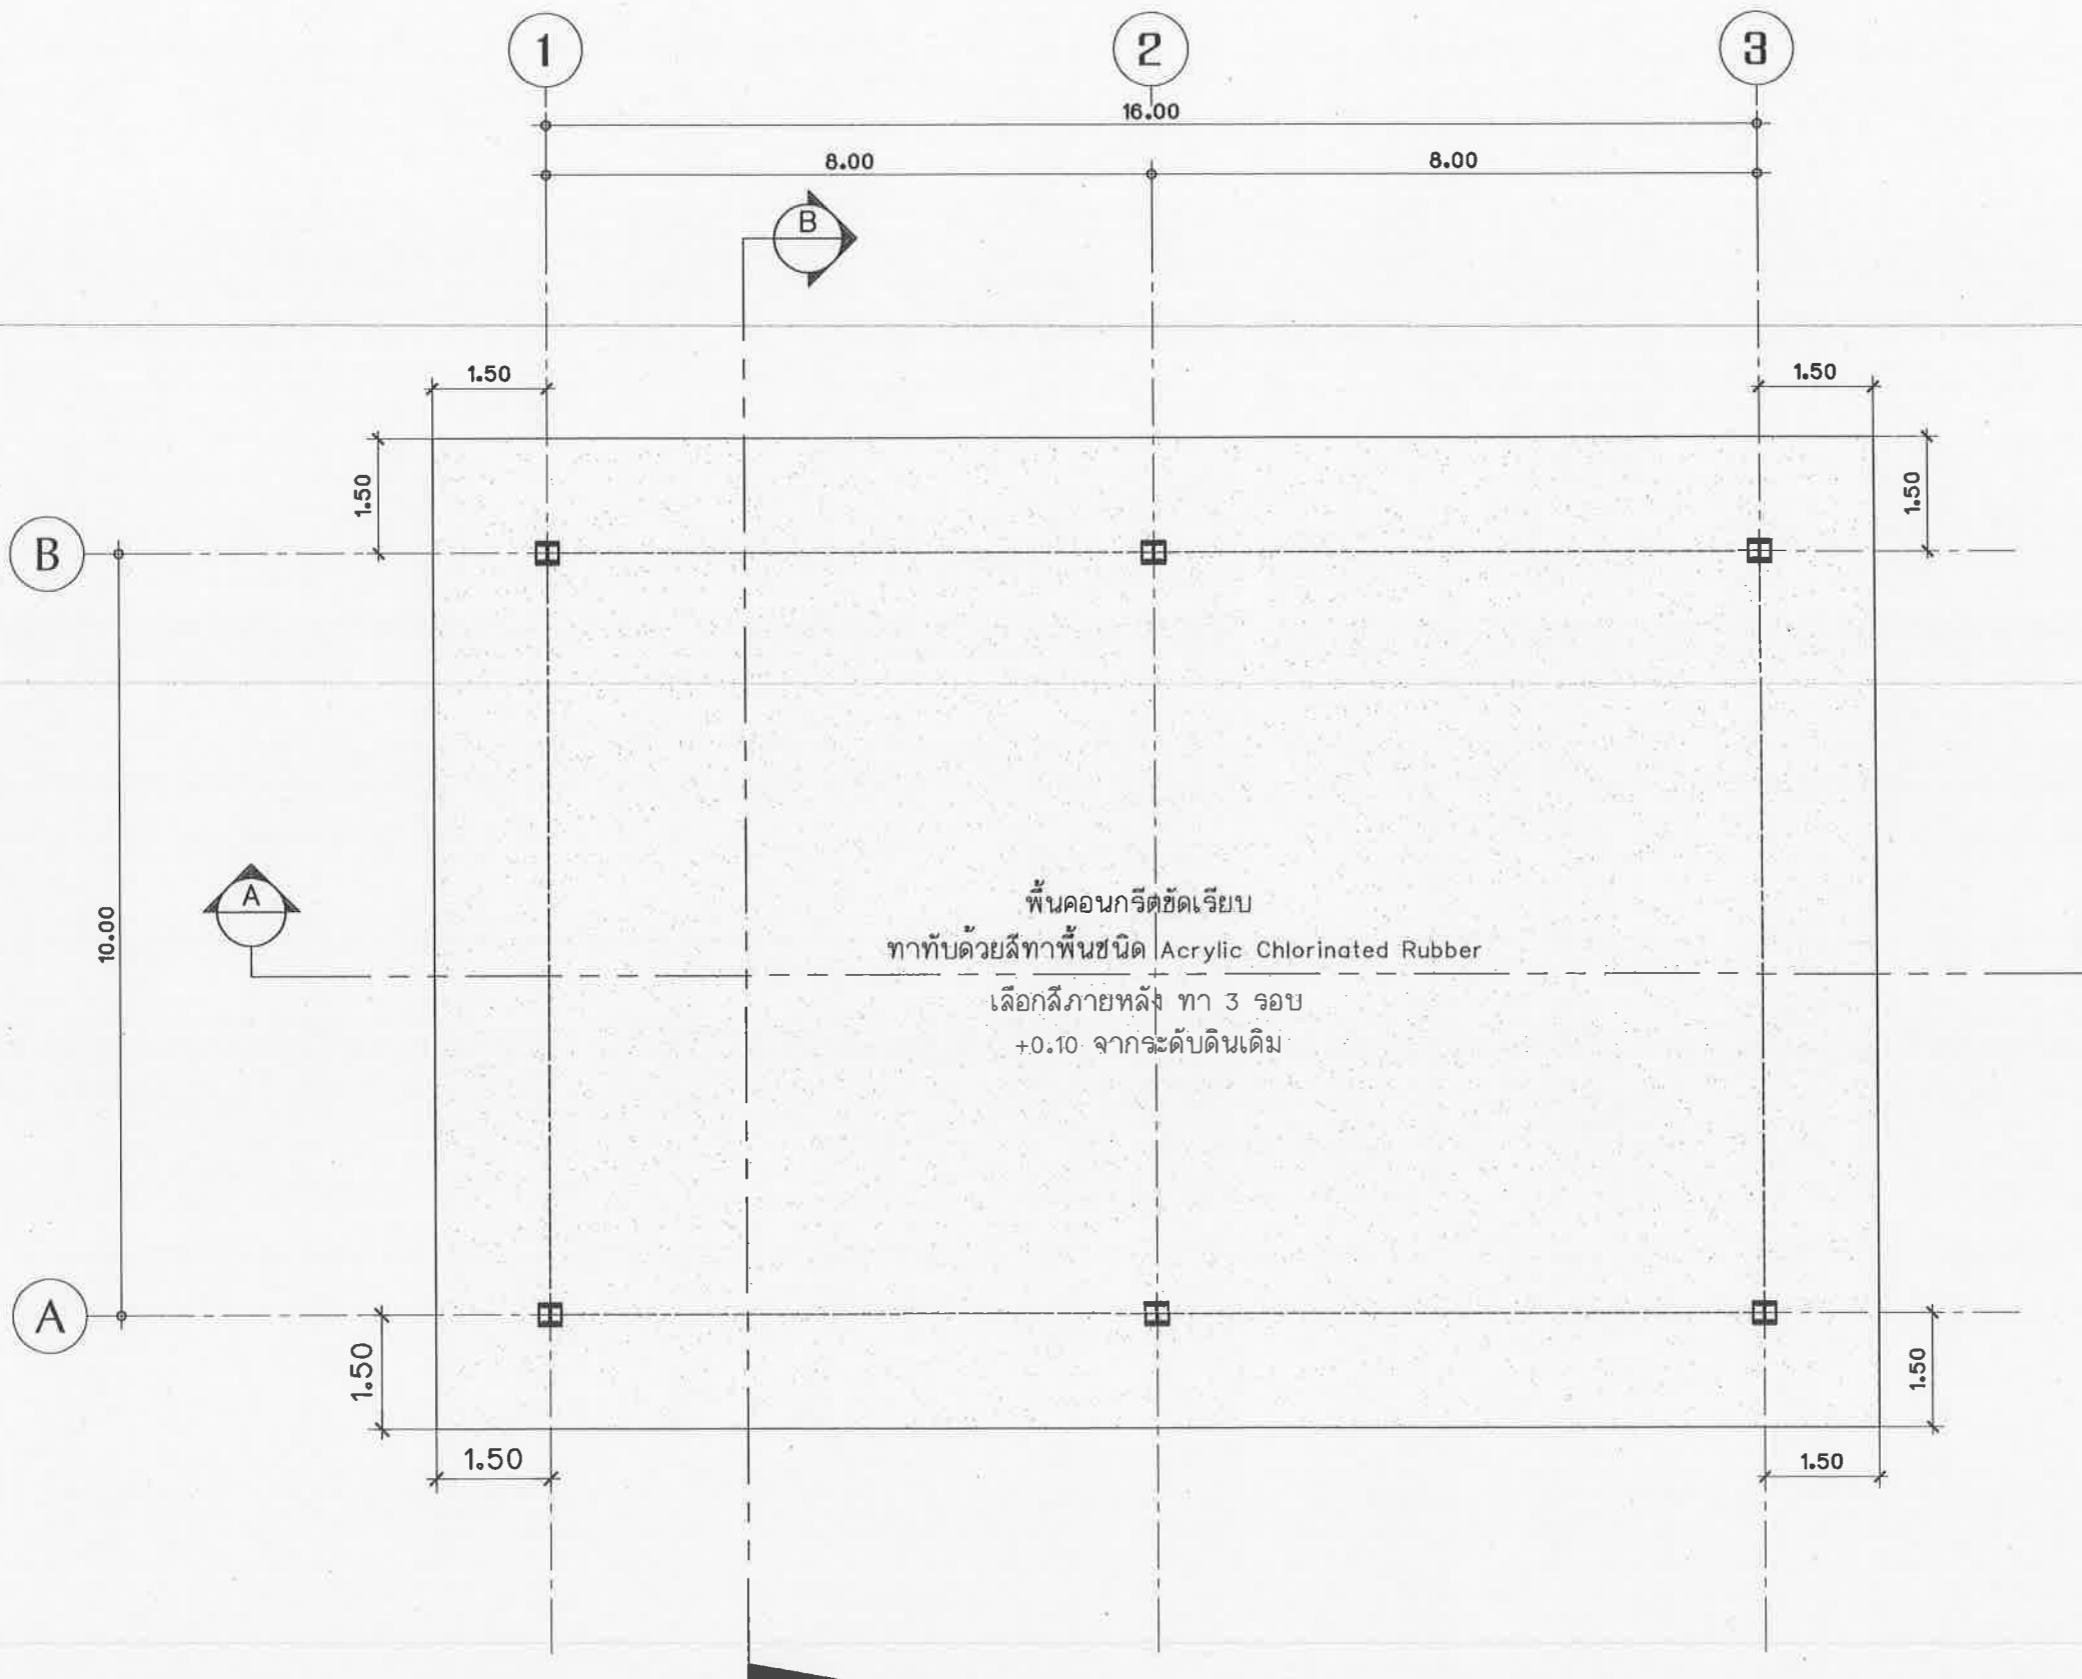 1
2
3
16.00
8.00
8.00
B
1.50
1.50
1.50
1.50
B
10.00
A
พื้นคอนกรีตขัดเรียบ
ทาทับด้วยสีทาพื้นชนิด Acrylic Chlorinated Rubber
เลือกสีภายหลัง ทา 3 รอบ
+0.10 จากระดับดินเดิม
A
1.50
1.50
1.50
1.50